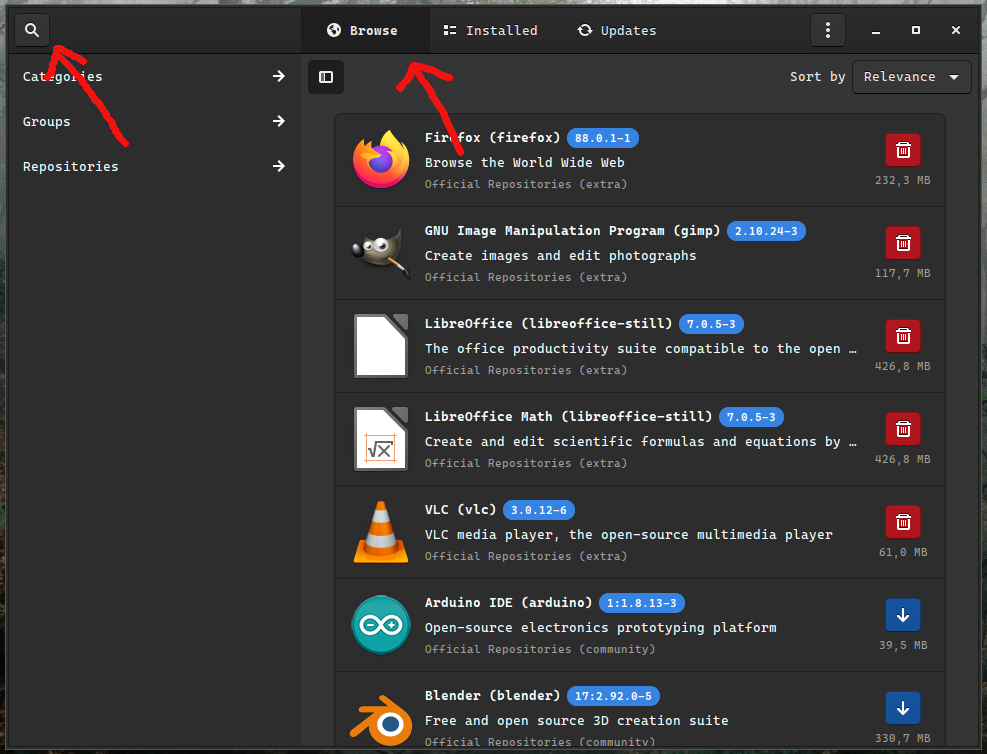 Browse Installed Updates
Categories
Groups
Repositories
Sort by Relevance
Firefox (firefox) 88.0.1-1
Browse the World Wide Web
Official Repositories (extra)
232,3 MB
GNU Image Manipulation Program (gimp) 2.10.24-3
Create images and edit photographs
Official Repositories (extra)
117,7 MB
LibreOffice (libreoffice-still) 7.0.5-3
The office productivity suite compatible to the open …
Official Repositories (extra)
426,8 MB
LibreOffice Math (libreoffice-still) 7.0.5-3
Create and edit scientific formulas and equations by …
Official Repositories (extra)
426,8 MB
VLC (vlc) 3.0.12-6
VLC media player, the open-source multimedia player
Official Repositories (extra)
61,0 MB
Arduino IDE (arduino) 1:1.8.13-3
Open-source electronics prototyping platform
Official Repositories (community)
39,5 MB
Blender (blender) 17:2.92.0-5
Free and open source 3D creation suite
Official Repositories (community)
330,7 MB